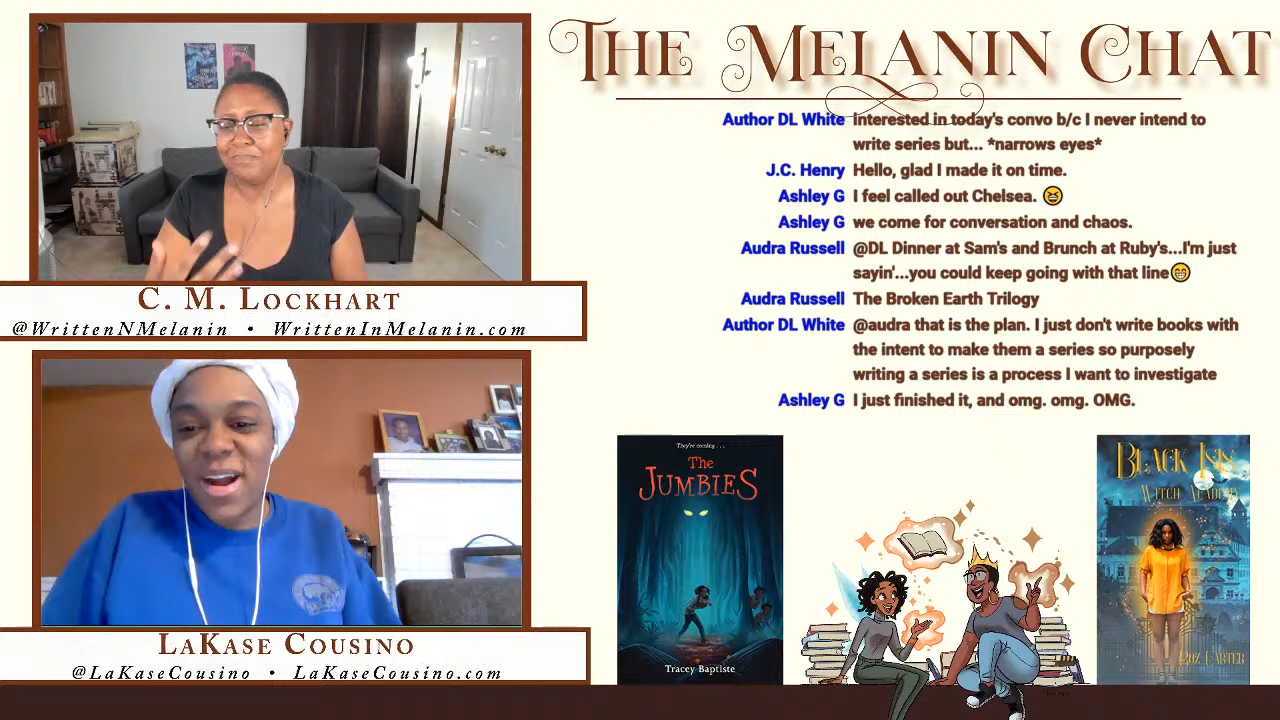 THE MELANIN CHAT
Author DL White interested in today's convo b/c I never intend to
write series but... *narrows eyes*
J.C. Henry Hello, glad I made it on time.
Ashley G I feel called out Chelsea. 😆
Ashley G we come for conversation and chaos.
Audra Russell @DL Dinner at Sam's and Brunch at Ruby's...I'm just
sayin'...you could keep going with that line😁
Audra Russell The Broken Earth Trilogy
Author DL White @audra that is the plan. I just don't write books with
the intent to make them a series so purposely
writing a series is a process I want to investigate
Ashley G I just finished it, and omg. omg. OMG.
C. M. LOCKHART
@WRITTENNMELANIN • WRITTENINMELANIN.COM
LAKASE COUSINO
@LAKASECOUSINO • LAKASECOUSINO.COM
They're coming . . .
The
JUMBIES
Tracey Baptiste
BLACK ISIS
WITCH ACADEMY
ROZ CARTER